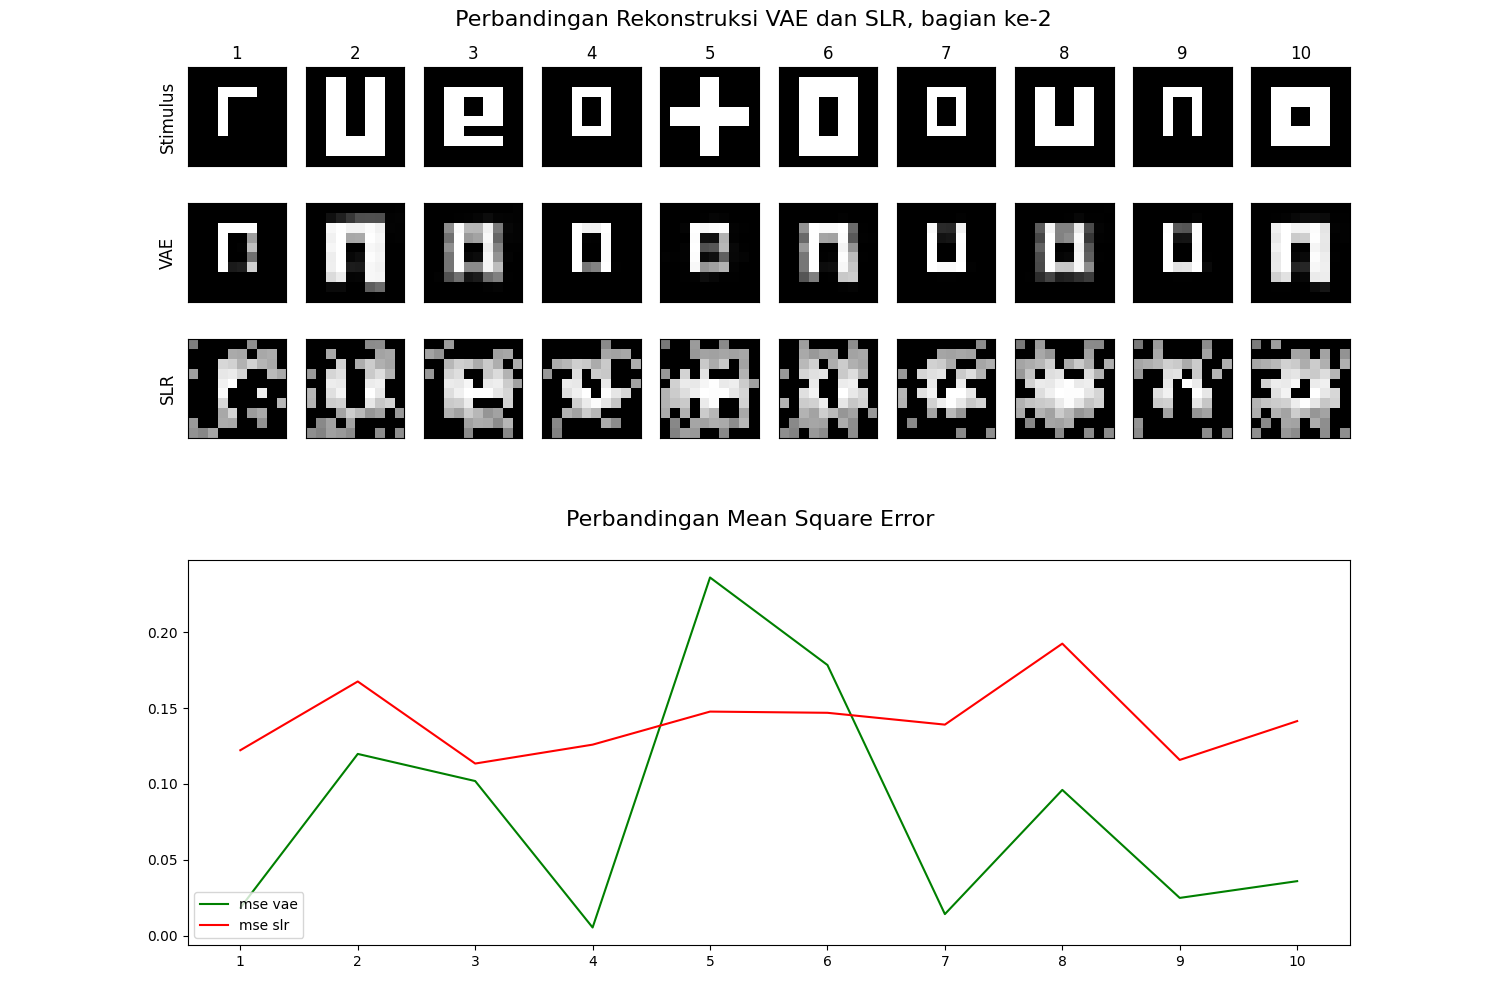 Perbandingan Rekonstruksi VAE dan SLR, bagian ke-2
1 2 3 4 5 6 7 8 9 10
Stimulus
VAE
SLR
Perbandingan Mean Square Error
0.20
0.15
0.10
0.05
0.00
mse vae
mse slr
1 2 3 4 5 6 7 8 9 10